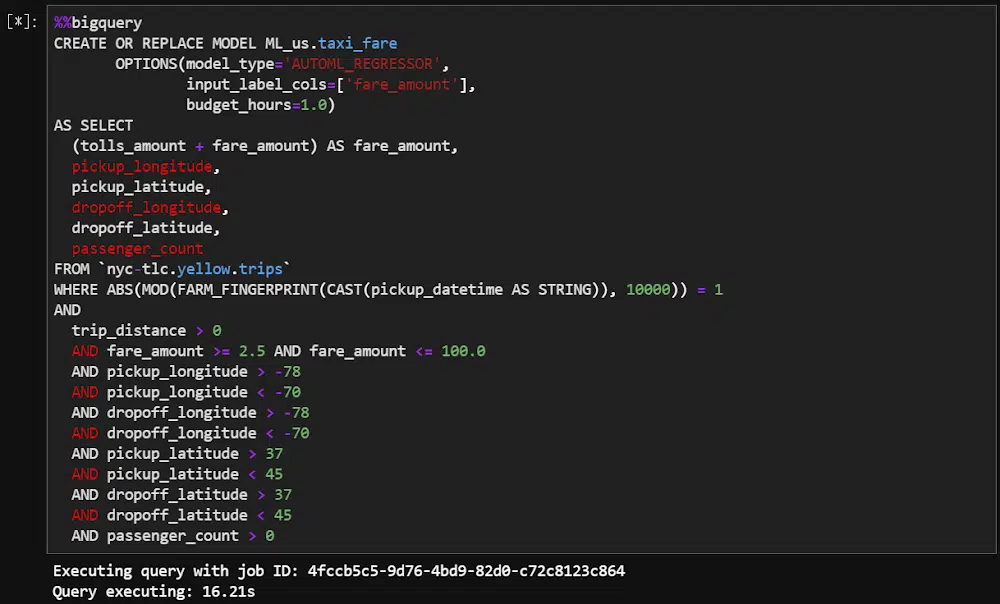 [*]: %%bigquery
CREATE OR REPLACE MODEL ML_us.taxi_fare
        OPTIONS(model_type='AUTOML_REGRESSOR',
                input_label_cols=['fare_amount'],
                budget_hours=1.0)
AS SELECT
  (tolls_amount + fare_amount) AS fare_amount,
  pickup_longitude,
  pickup_latitude,
  dropoff_longitude,
  dropoff_latitude,
  passenger_count
FROM `nyc-tlc.yellow.trips`
WHERE ABS(MOD(FARM_FINGERPRINT(CAST(pickup_datetime AS STRING)), 10000)) = 1
AND
  trip_distance > 0
  AND fare_amount >= 2.5 AND fare_amount <= 100.0
  AND pickup_longitude > -78
  AND pickup_longitude < -70
  AND dropoff_longitude > -78
  AND dropoff_longitude < -70
  AND pickup_latitude > 37
  AND pickup_latitude < 45
  AND dropoff_latitude > 37
  AND dropoff_latitude < 45
  AND passenger_count > 0
Executing query with job ID: 4fccb5c5-9d76-4bd9-82d0-c72c8123c864
Query executing: 16.21s